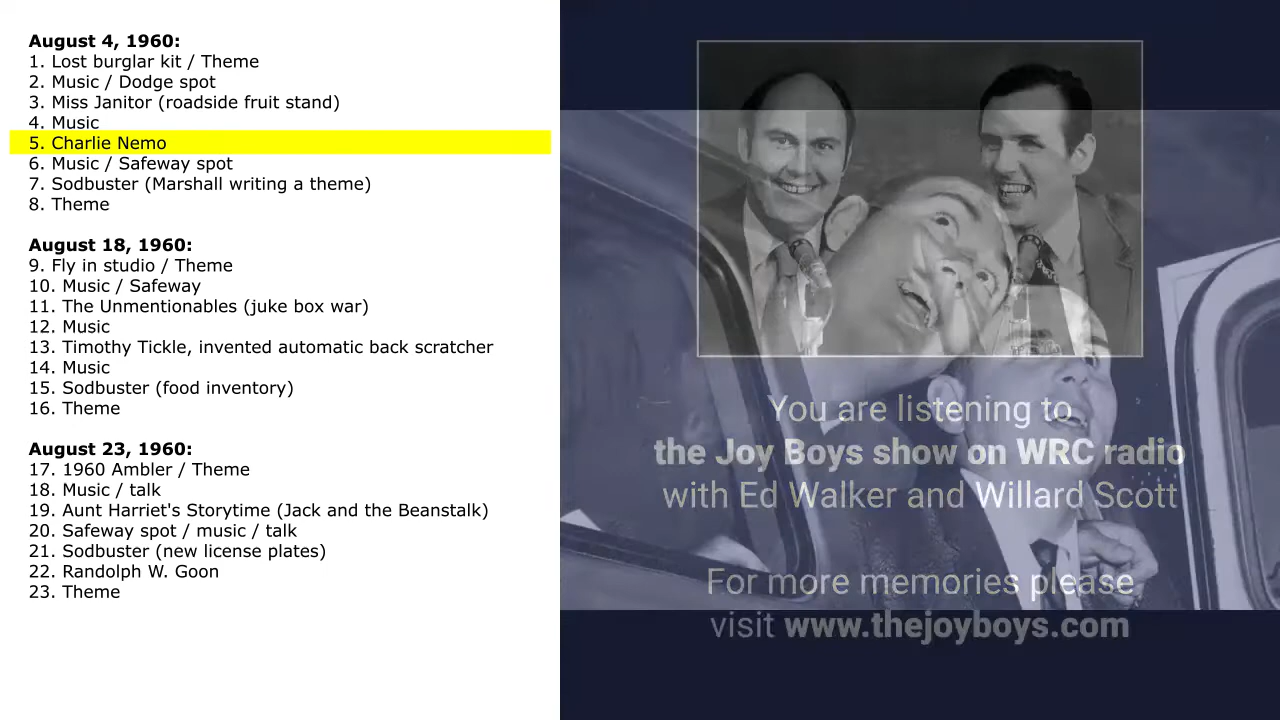 August 4, 1960:
1. Lost burglar kit / Theme
2. Music / Dodge spot
3. Miss Janitor (roadside fruit stand)
4. Music
5. Charlie Nemo
6. Music / Safeway spot
7. Sodbuster (Marshall writing a theme)
8. Theme
August 18, 1960:
9. Fly in studio / Theme
10. Music / Safeway
11. The Unmentionables (juke box war)
12. Music
13. Timothy Tickle, invented automatic back scratcher
14. Music
15. Sodbuster (food inventory)
16. Theme
August 23, 1960:
17. 1960 Ambler / Theme
18. Music / talk
19. Aunt Harriet's Storytime (Jack and the Beanstalk)
20. Safeway spot / music / talk
21. Sodbuster (new license plates)
22. Randolph W. Goon
23. Theme
You are listening to
the Joy Boys show on WRC radio
with Ed Walker and Willard Scott
For more memories please
visit www.thejoyboys.com